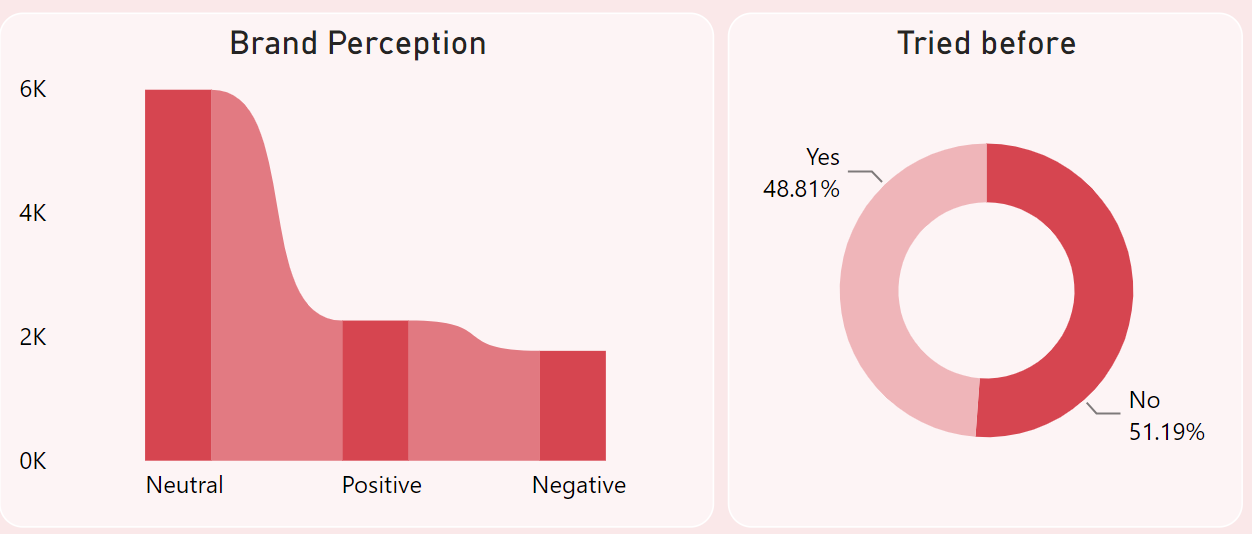 Brand Perception
6K
4K
2K
0K
Neutral
Positive
Negative
Tried before
Yes
48.81%
No
51.19%